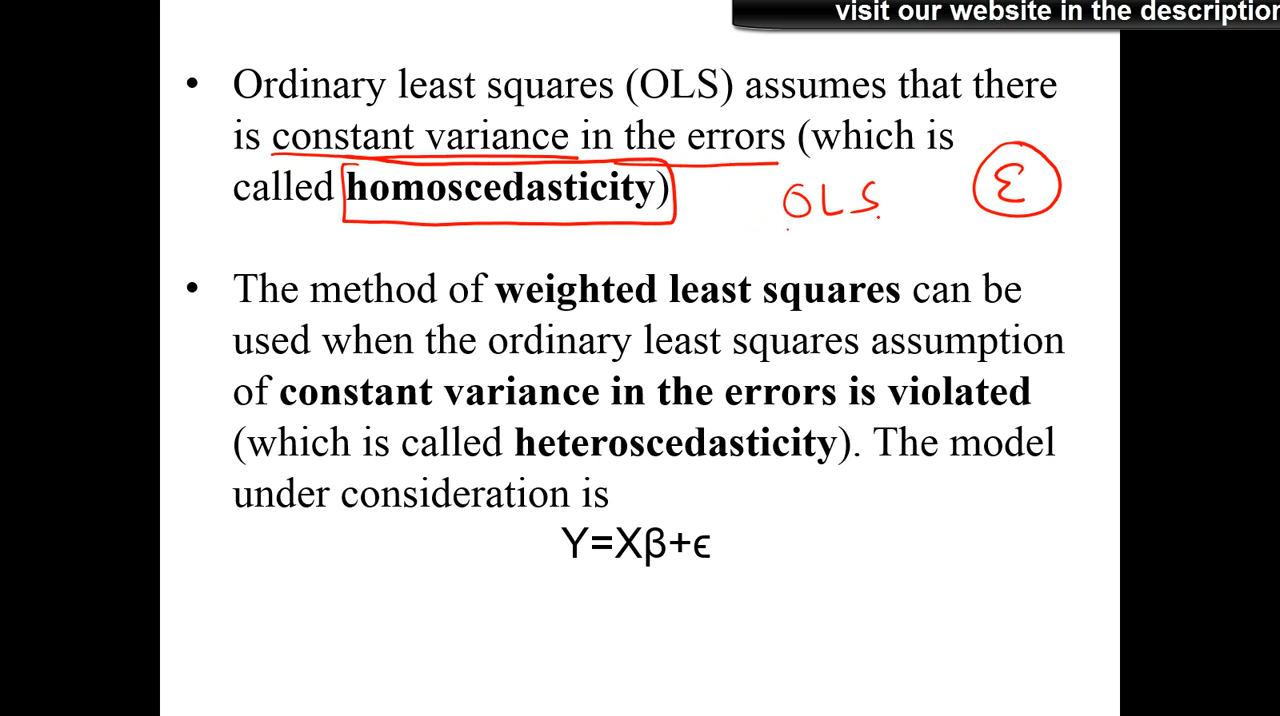 visit our website in the description
• Ordinary least squares (OLS) assumes that there
is constant variance in the errors (which is
called homoscedasticity)
OLS ε
• The method of weighted least squares can be
used when the ordinary least squares assumption
of constant variance in the errors is violated
(which is called heteroscedasticity). The model
under consideration is
Y=Xβ+ϵ